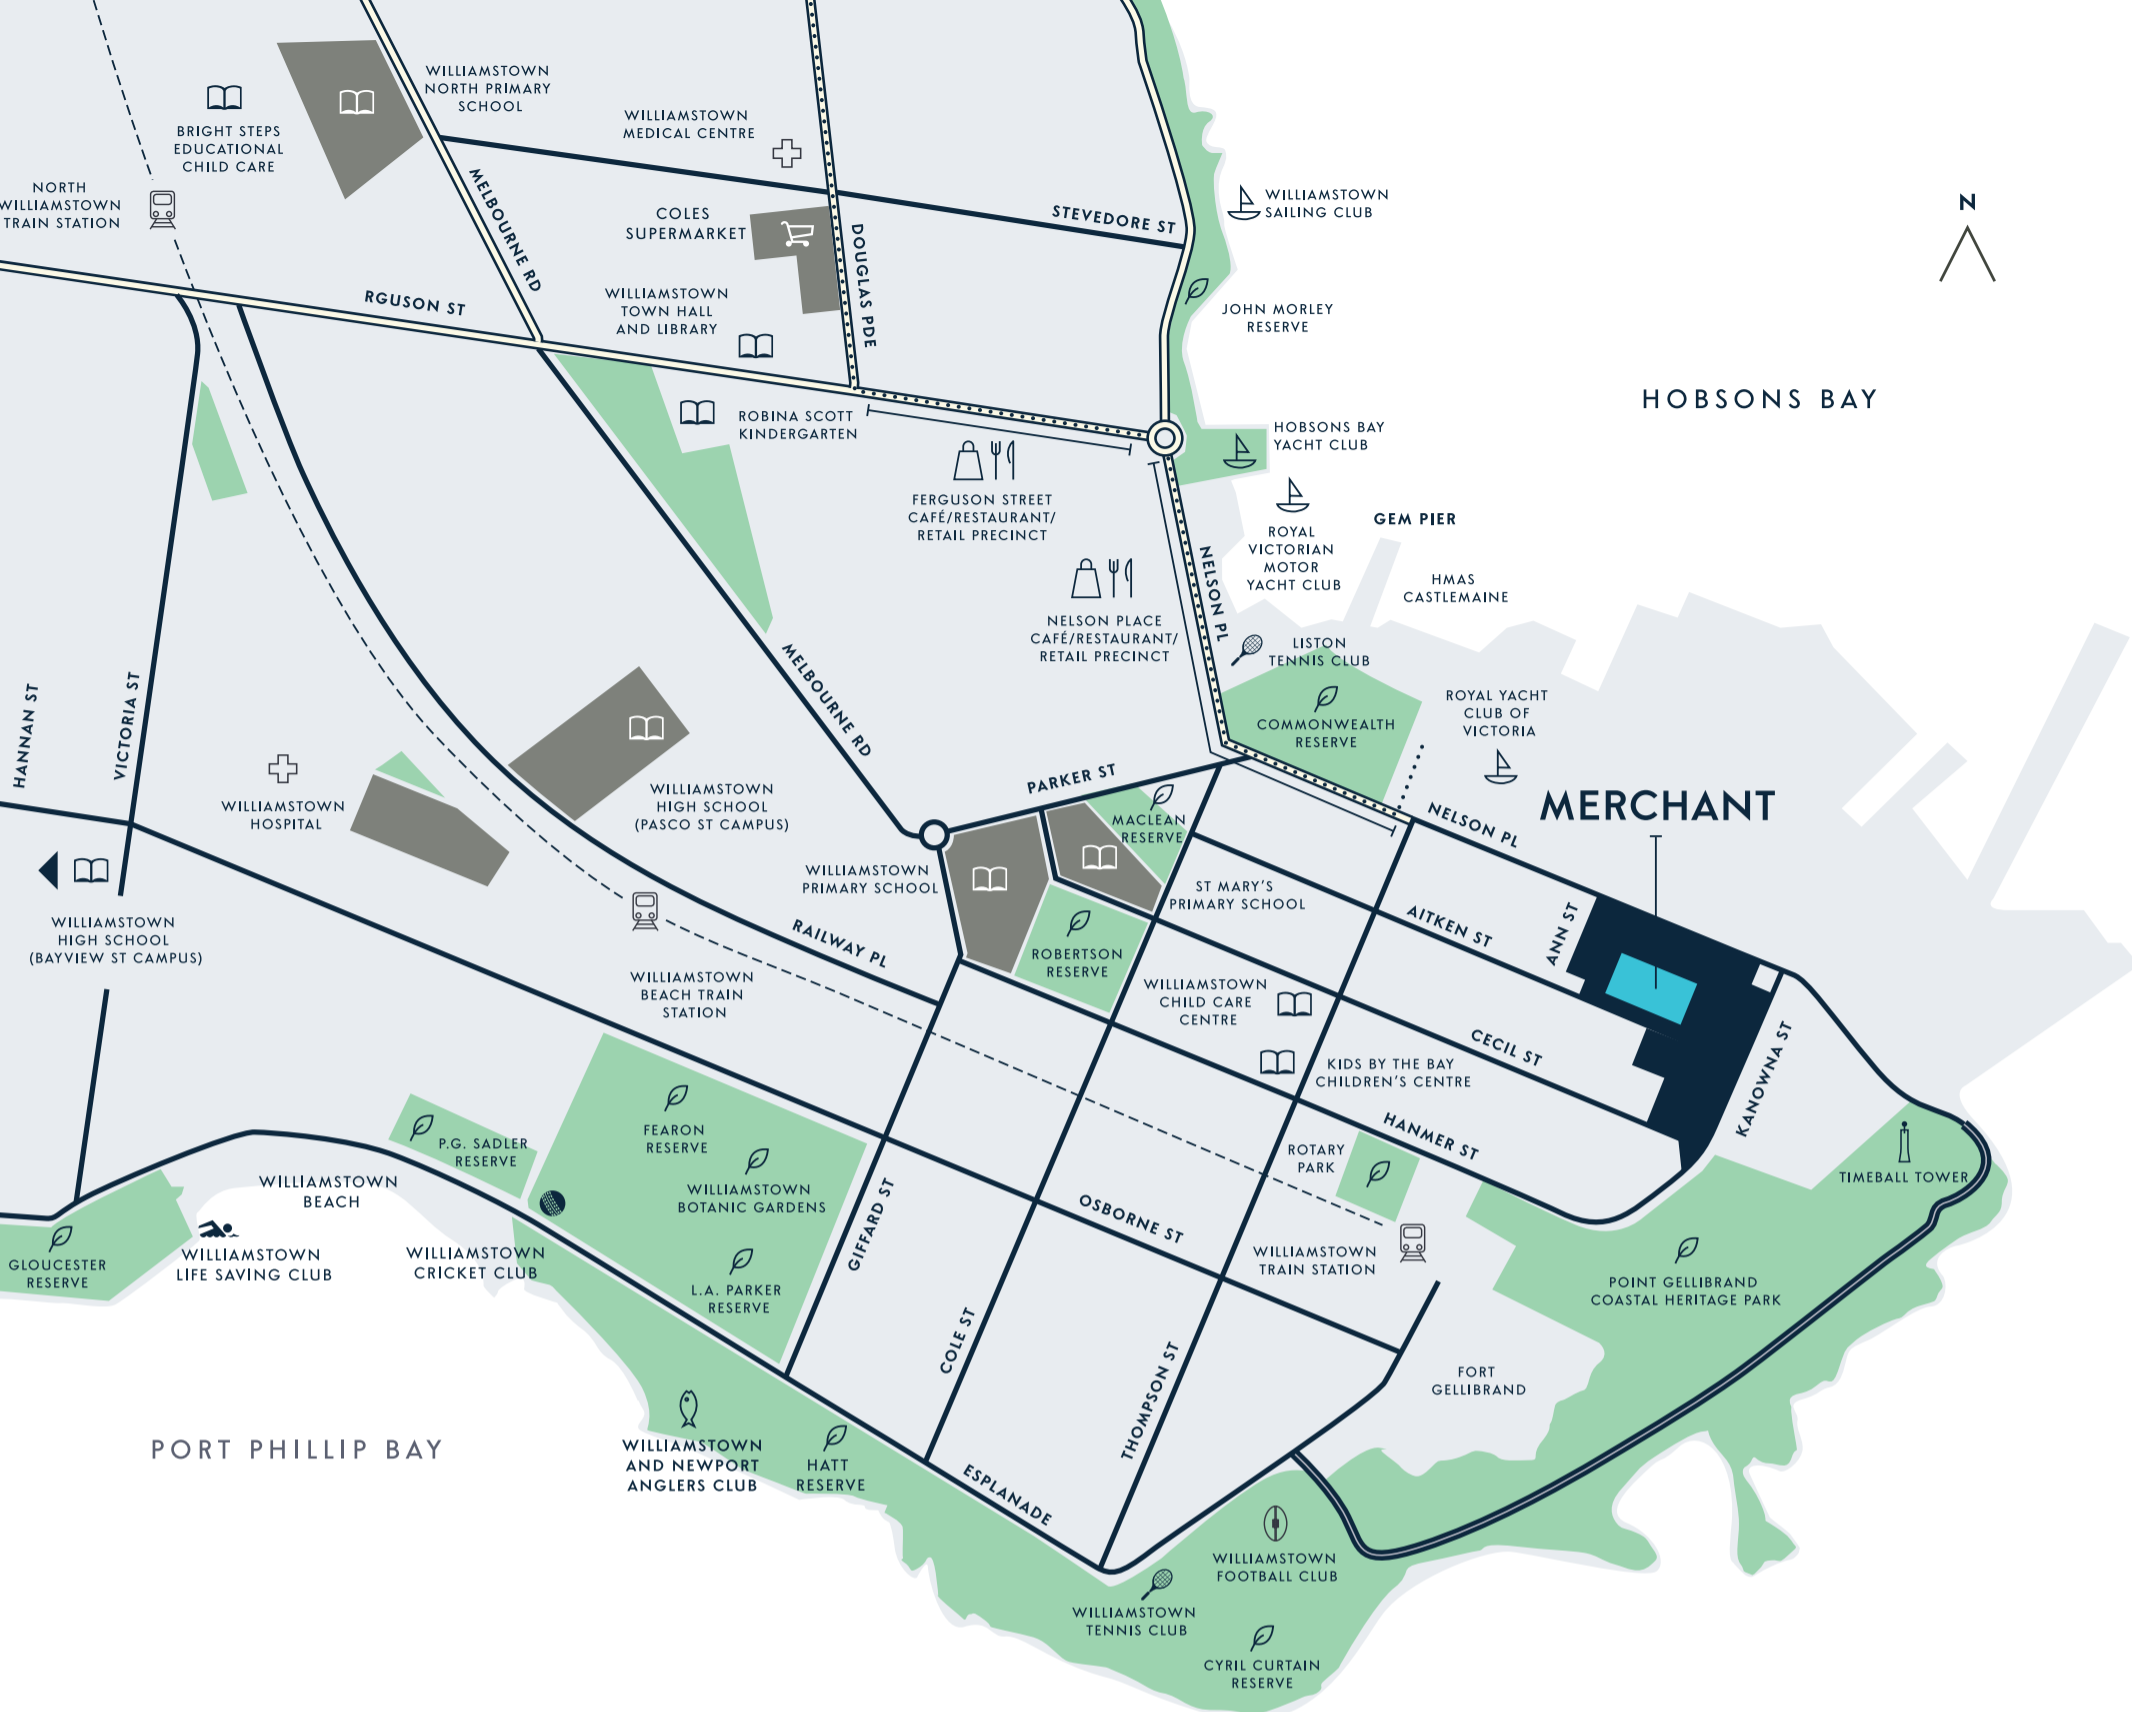 WILLIAMSTOWN
NORTH PRIMARY
SCHOOL
BRIGHT STEPS
EDUCATIONAL
CHILD CARE
NORTH
WILLIAMSTOWN
TRAIN STATION
MELBOURNE RD
WILLIAMSTOWN
MEDICAL CENTRE
COLES
SUPERMARKET
DOUGLAS PDE
STEVEDORE ST
WILLIAMSTOWN
SAILING CLUB
N
RGUSON ST
WILLIAMSTOWN
TOWN HALL
AND LIBRARY
JOHN MORLEY
RESERVE
HOBSONS BAY
ROBINA SCOTT
KINDERGARTEN
HOBSONS BAY
YACHT CLUB
FERGUSON STREET
CAFÉ/RESTAURANT/
RETAIL PRECINCT
ROYAL
VICTORIAN
MOTOR
YACHT CLUB
GEM PIER
HMAS
CASTLEMAINE
NELSON PL
NELSON PLACE
CAFÉ/RESTAURANT/
RETAIL PRECINCT
LISTON
TENNIS CLUB
COMMONWEALTH
RESERVE
ROYAL YACHT
CLUB OF
VICTORIA
HANNAN ST
VICTORIA ST
MELBOURNE RD
WILLIAMSTOWN
HOSPITAL
WILLIAMSTOWN
HIGH SCHOOL
(PASCO ST CAMPUS)
PARKER ST
MACLEAN
RESERVE
NELSON PL
MERCHANT
WILLIAMSTOWN
PRIMARY SCHOOL
ST MARY'S
PRIMARY SCHOOL
AITKEN ST
ANN ST
WILLIAMSTOWN
HIGH SCHOOL
(BAYVIEW ST CAMPUS)
RAILWAY PL
ROBERTSON
RESERVE
WILLIAMSTOWN
BEACH TRAIN
STATION
WILLIAMSTOWN
CHILD CARE
CENTRE
CECIL ST
KANOWNA ST
KIDS BY THE BAY
CHILDREN'S CENTRE
HANMER ST
FEARON
RESERVE
P.G. SADLER
RESERVE
ROTARY
PARK
TIMEBALL TOWER
WILLIAMSTOWN
BEACH
WILLIAMSTOWN
BOTANIC GARDENS
GIFFARD ST
OSBORNE ST
GLOUCESTER
RESERVE
WILLIAMSTOWN
LIFE SAVING CLUB
WILLIAMSTOWN
CRICKET CLUB
WILLIAMSTOWN
TRAIN STATION
L.A. PARKER
RESERVE
POINT GELLIBRAND
COASTAL HERITAGE PARK
COLE ST
THOMPSON ST
FORT
GELLIBRAND
PORT PHILLIP BAY
WILLIAMSTOWN
AND NEWPORT
ANGLERS CLUB
HATT
RESERVE
ESPLANADE
WILLIAMSTOWN
FOOTBALL CLUB
WILLIAMSTOWN
TENNIS CLUB
CYRIL CURTAIN
RESERVE